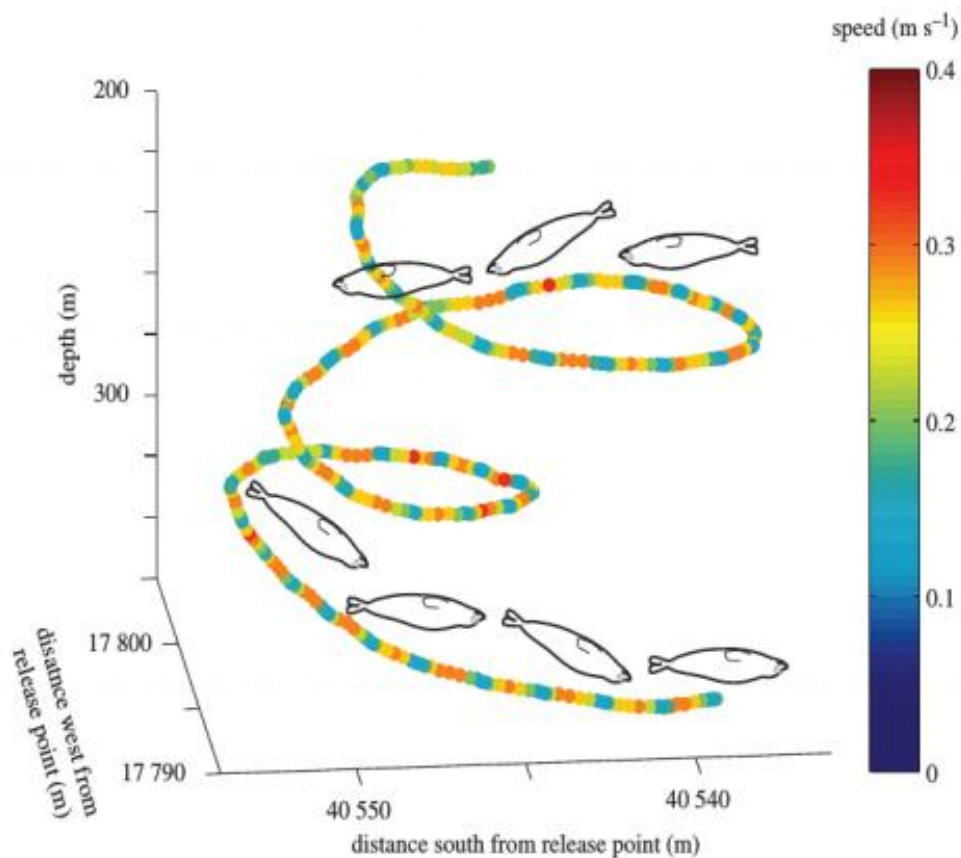 speed (m s⁻¹)
0.4
0.3
0.2
0.1
0
200
300
depth (m)
17 800
17 790
disatnce west from
release point (m)
40 550
40 540
distance south from release point (m)